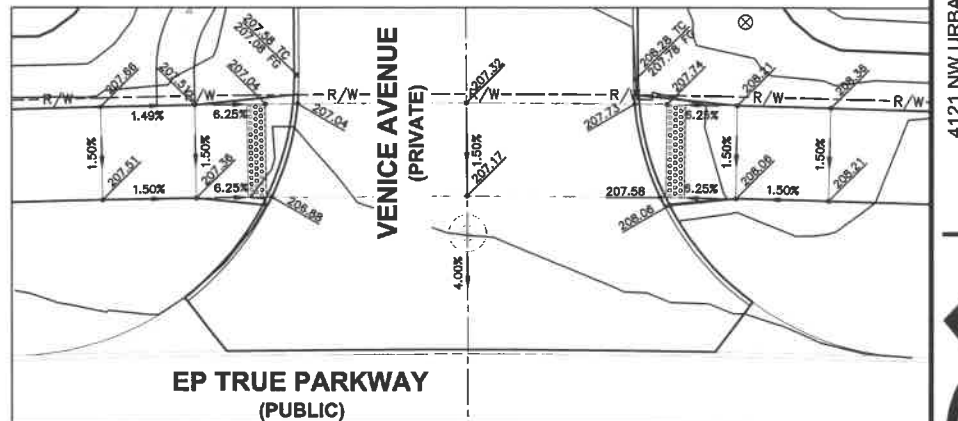 207.58 TC
207.08 FG
208.28 TC
207.78 FG
207.66
207.51
207.04
207.32
207.74
208.21
208.36
R/W
R/W
R/W
R/W
R/W
R/W
1.49%
6.25%
207.04
207.73
6.25%
1.50%
1.50%
1.50%
1.50%
1.50%
VENICE AVENUE
(PRIVATE)
207.51
207.36
207.17
208.06
208.21
1.50%
6.25%
206.88
207.58
6.25%
1.50%
208.06
4.00%
EP TRUE PARKWAY
(PUBLIC)
4121 NW URBA